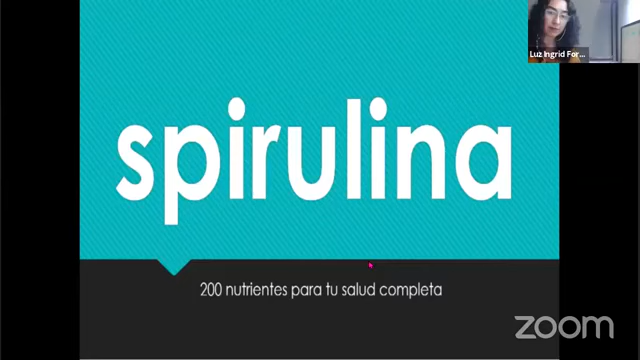 Luz Ingrid For...
spirulina
200 nutrientes para tu salud completa
zoom